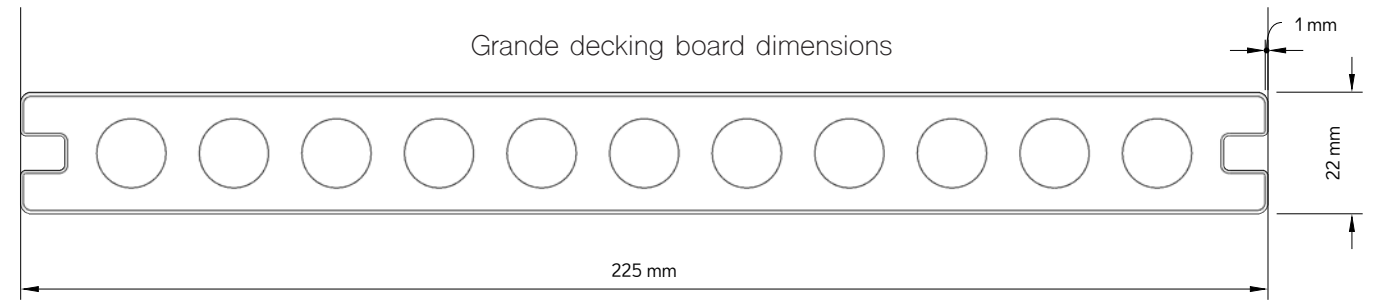 1 mm
Grande decking board dimensions
22 mm
225 mm